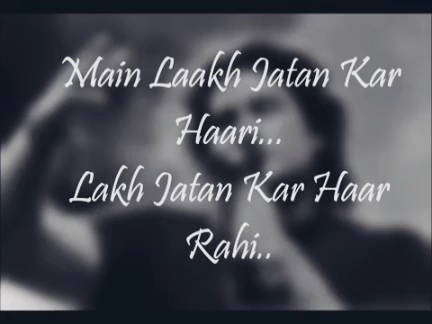 Main Laakh Jatan Kar
Haari...
Lakh Jatan Kar Haar
Rahi..